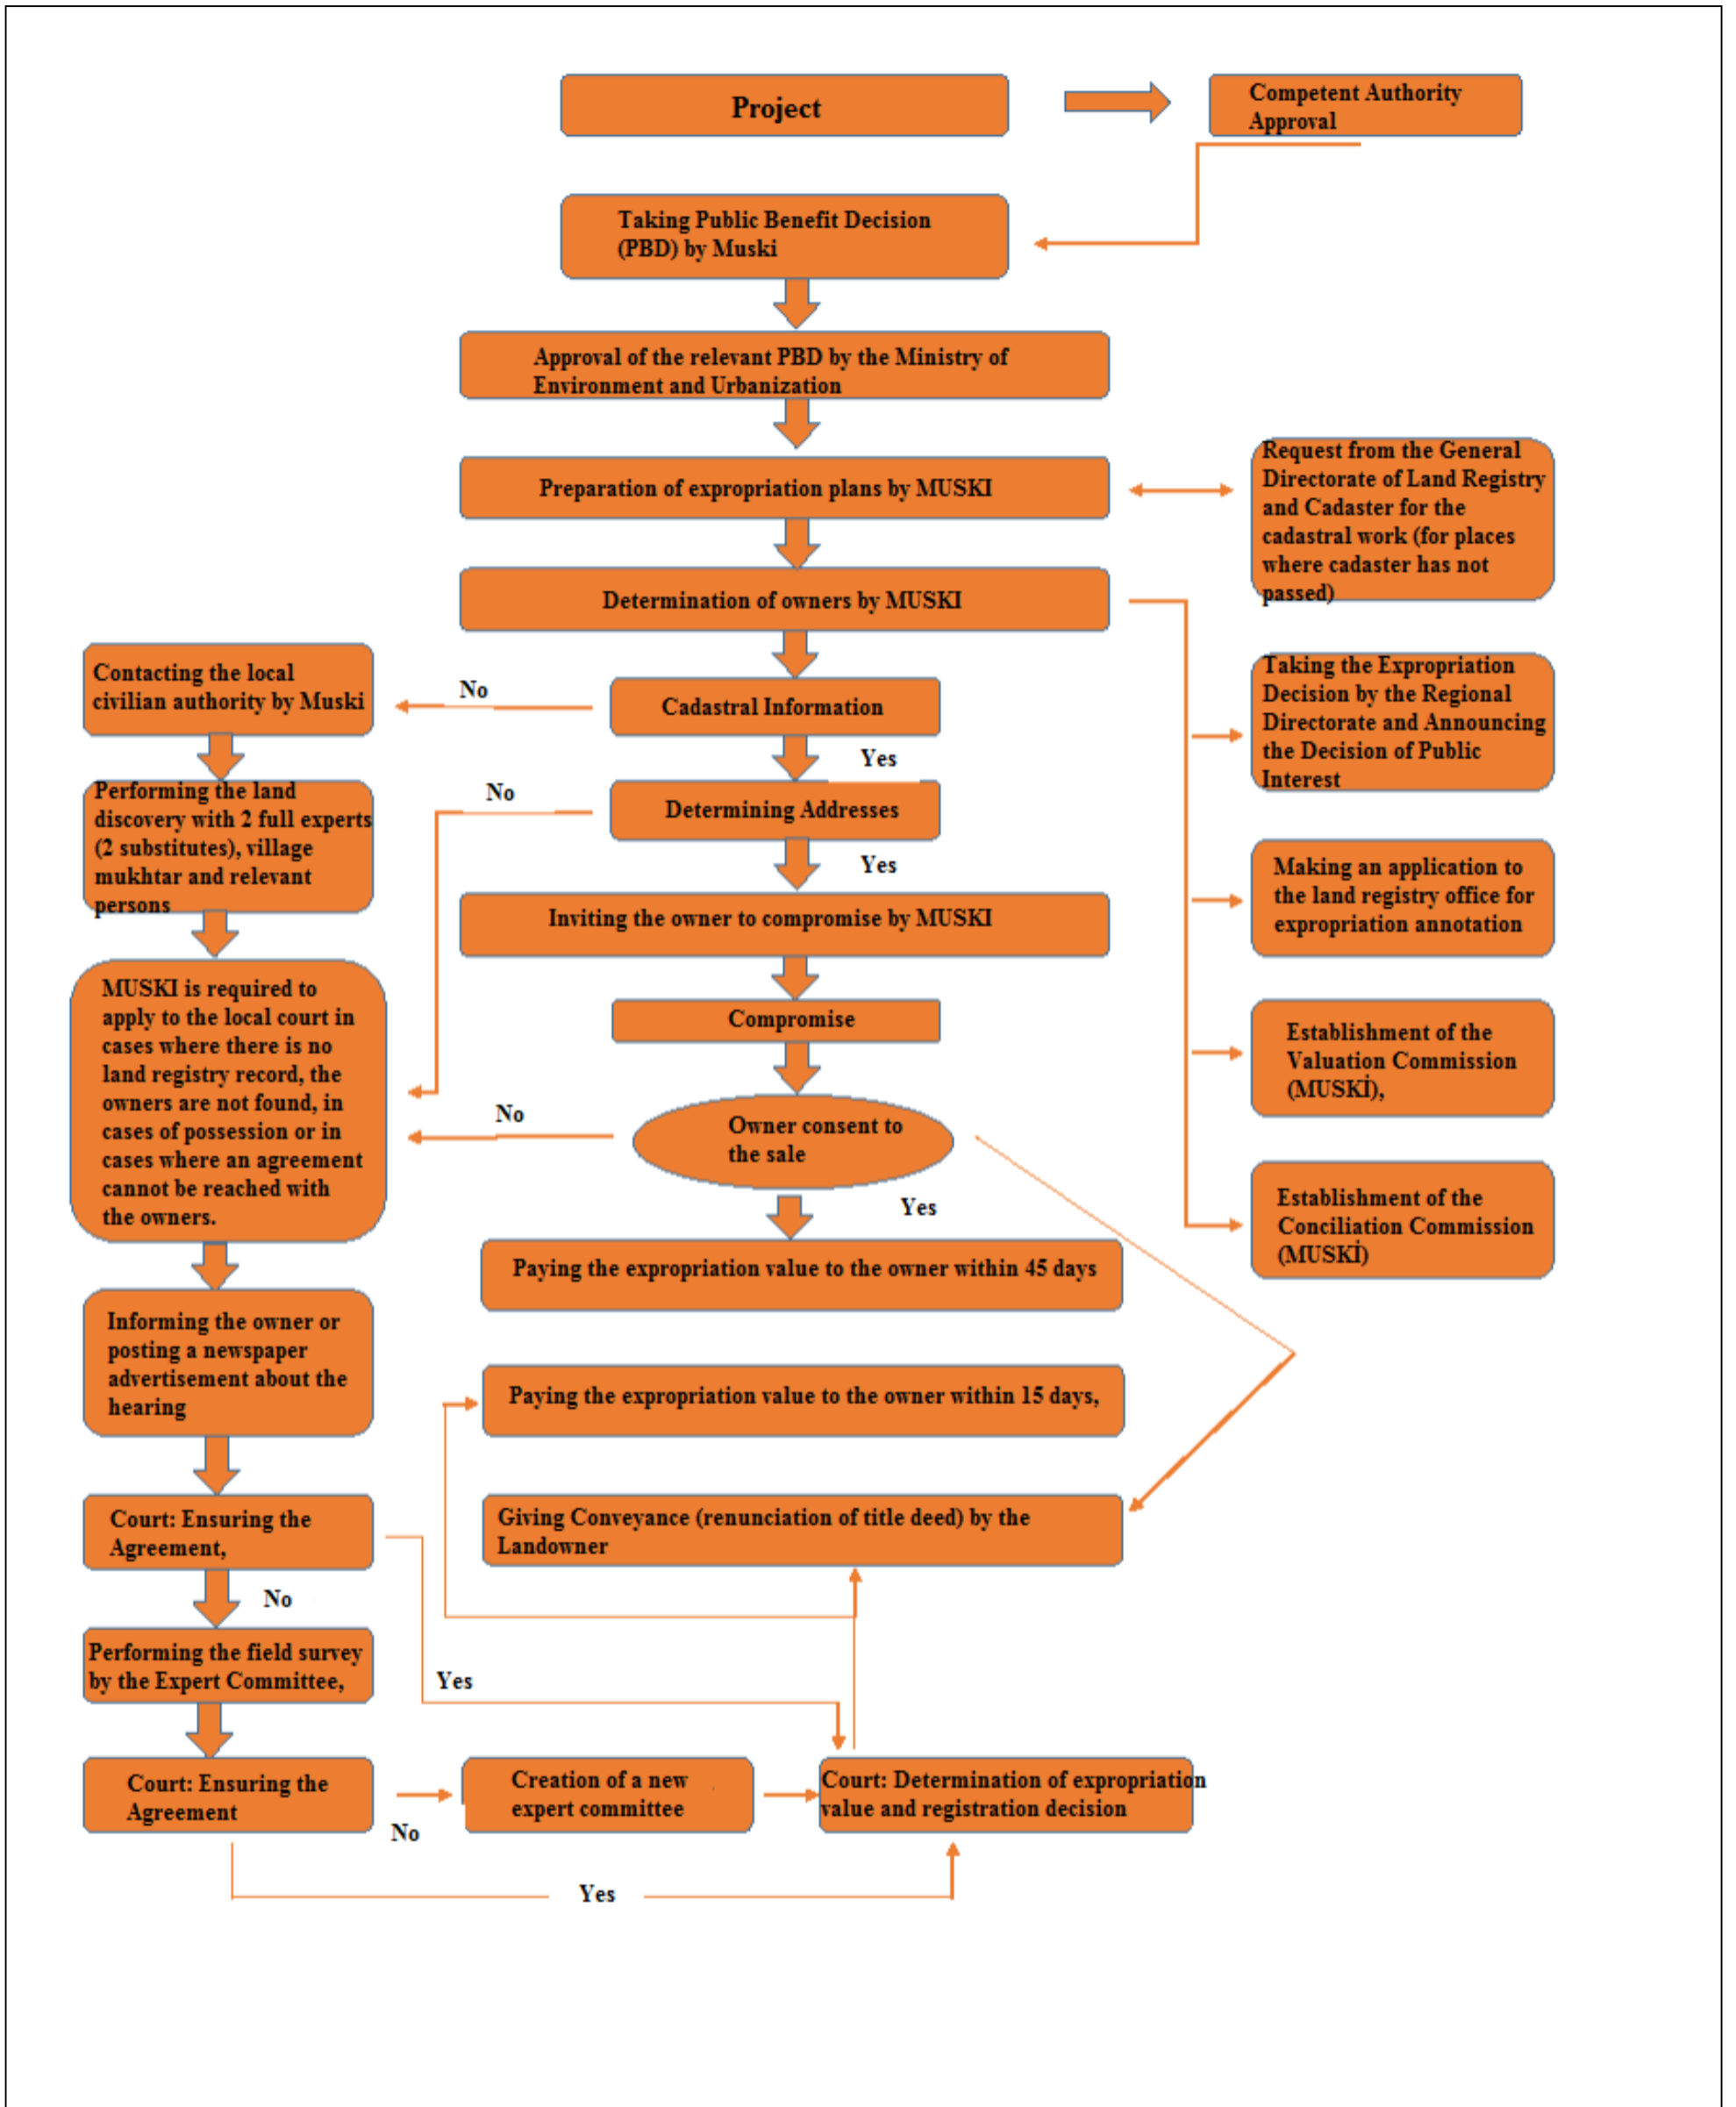 Project
Competent Authority
Approval
Taking Public Benefit Decision
(PBD) by Muski
Approval of the relevant PBD by the Ministry of
Environment and Urbanization
Preparation of expropriation plans by MUSKI
Request from the General
Directorate of Land Registry
and Cadaster for the
cadastral work (for places
where cadaster has not
passed)
Determination of owners by MUSKI
Contacting the local
civilian authority by Muski
No
Cadastral Information
Taking the Expropriation
Decision by the Regional
Directorate and Announcing
the Decision of Public
Interest
Yes
Performing the land
discovery with 2 full experts
(2 substitutes), village
mukhtar and relevant
persons
No
Determining Addresses
Yes
Making an application to
the land registry office for
expropriation annotation
Inviting the owner to compromise by MUSKI
MUSKI is required to
apply to the local court in
cases where there is no
land registry record, the
owners are not found, in
cases of possession or in
cases where an agreement
cannot be reached with
the owners.
Compromise
Establishment of the
Valuation Commission
(MUSKİ),
No
Owner consent to
the sale
Yes
Establishment of the
Conciliation Commission
(MUSKİ)
Paying the expropriation value to the owner within 45 days
Informing the owner or
posting a newspaper
advertisement about the
hearing
Paying the expropriation value to the owner within 15 days,
Court: Ensuring the
Agreement,
Giving Conveyance (renunciation of title deed) by the
Landowner
No
Performing the field survey
by the Expert Committee,
Yes
Court: Ensuring the
Agreement
No
Creation of a new
expert committee
Court: Determination of expropriation
value and registration decision
Yes